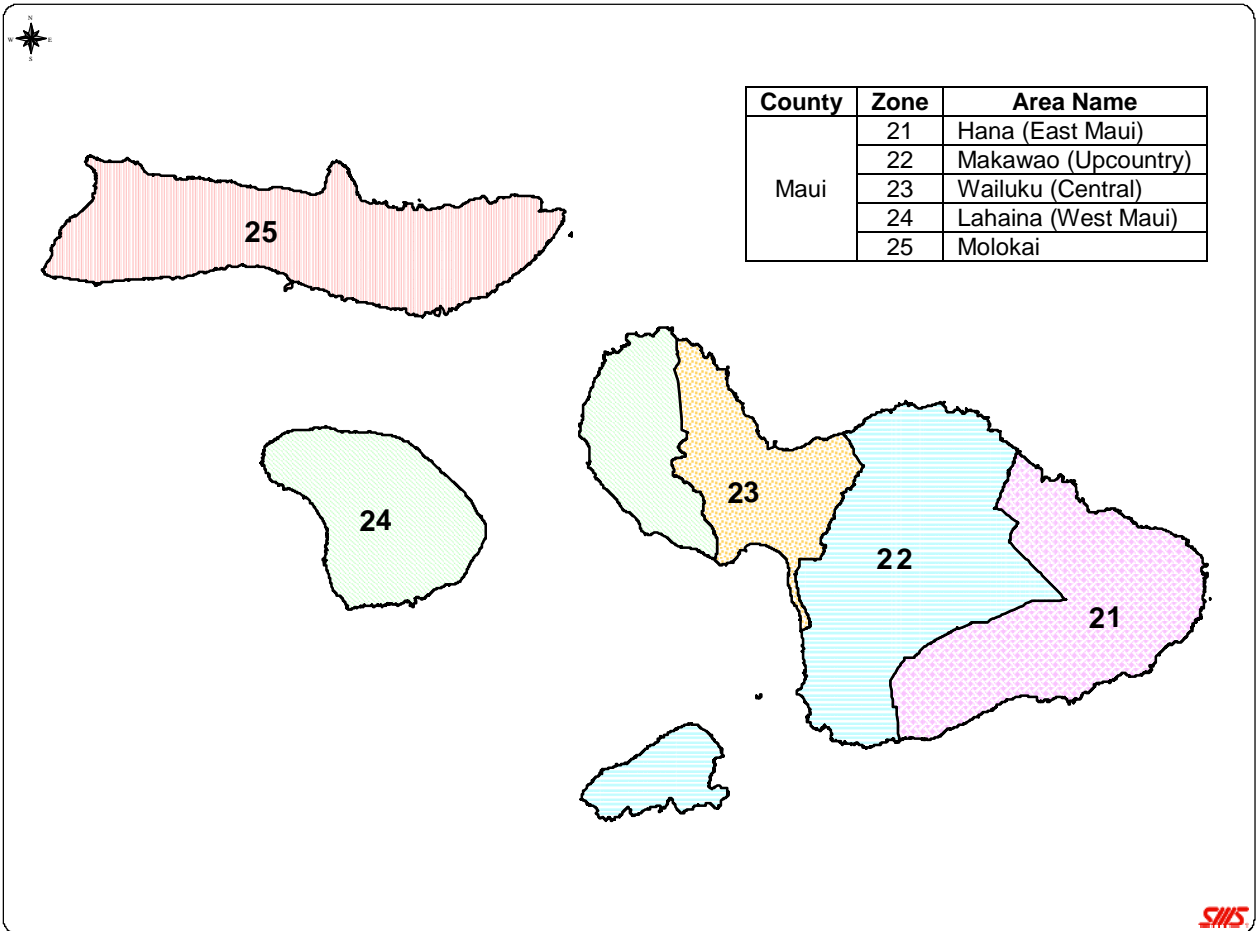 N
W E
S
County Zone Area Name
Maui
21 Hana (East Maui)
22 Makawao (Upcountry)
23 Wailuku (Central)
24 Lahaina (West Maui)
25 Molokai
25
23
24
22
21
SMS